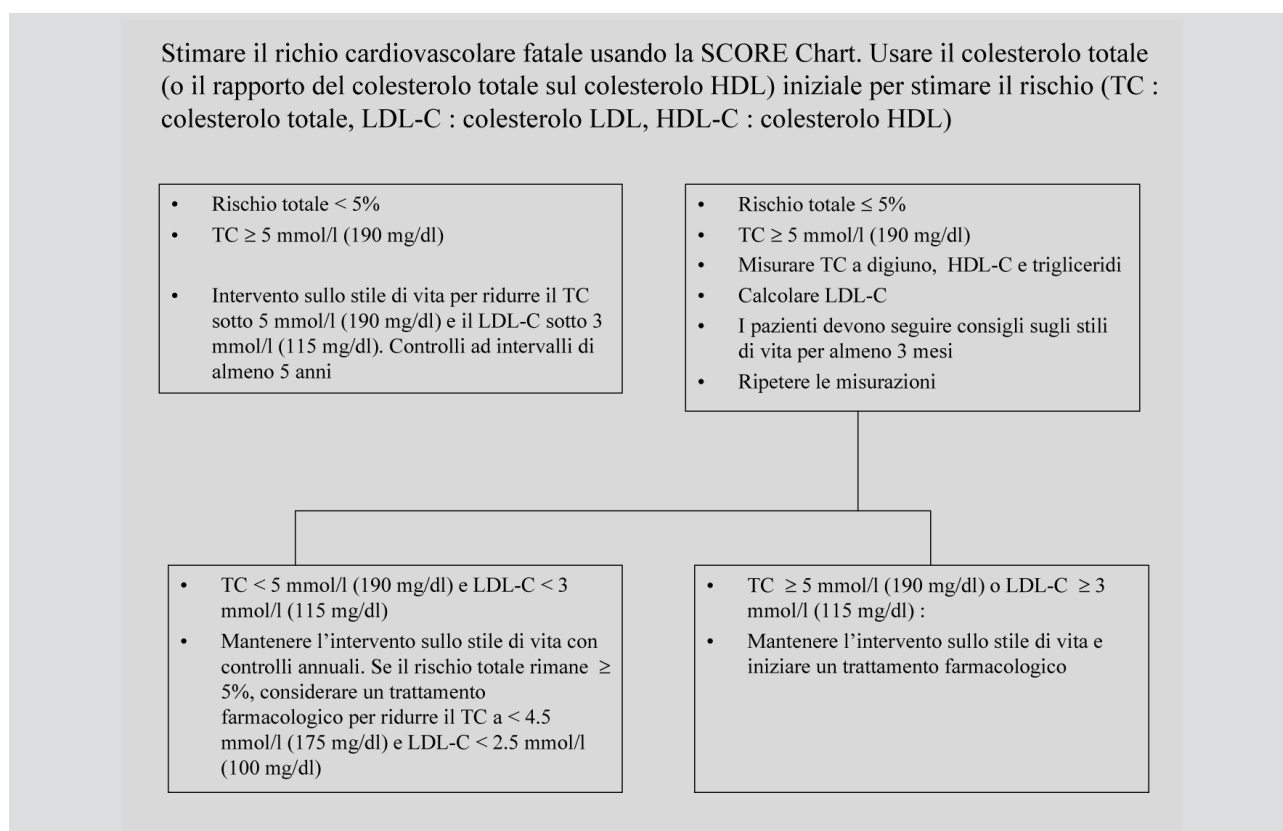 Stimare il richio cardiovascolare fatale usando la SCORE Chart. Usare il colesterolo totale
(o il rapporto del colesterolo totale sul colesterolo HDL) iniziale per stimare il rischio (TC :
colesterolo totale, LDL-C : colesterolo LDL, HDL-C : colesterolo HDL)
• Rischio totale < 5%
• TC ≥ 5 mmol/l (190 mg/dl)
• Intervento sullo stile di vita per ridurre il TC
sotto 5 mmol/l (190 mg/dl) e il LDL-C sotto 3
mmol/l (115 mg/dl). Controlli ad intervalli di
almeno 5 anni
• Rischio totale ≤ 5%
• TC ≥ 5 mmol/l (190 mg/dl)
• Misurare TC a digiuno, HDL-C e trigliceridi
• Calcolare LDL-C
• I pazienti devono seguire consigli sugli stili
di vita per almeno 3 mesi
• Ripetere le misurazioni
• TC < 5 mmol/l (190 mg/dl) e LDL-C < 3
mmol/l (115 mg/dl)
• Mantenere l’intervento sullo stile di vita con
controlli annuali. Se il rischio totale rimane ≥
5%, considerare un trattamento
farmacologico per ridurre il TC a < 4.5
mmol/l (175 mg/dl) e LDL-C < 2.5 mmol/l
(100 mg/dl)
• TC ≥ 5 mmol/l (190 mg/dl) o LDL-C ≥ 3
mmol/l (115 mg/dl) :
• Mantenere l’intervento sullo stile di vita e
iniziare un trattamento farmacologico